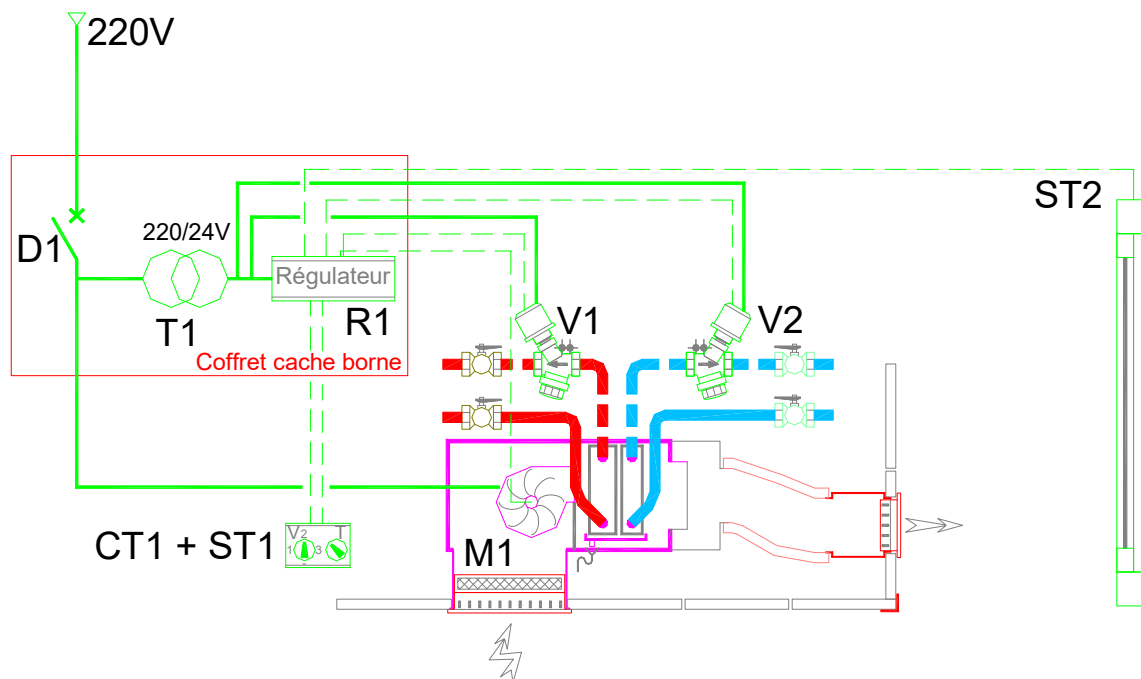 220V
ST2
D1
220/24V
Régulateur
T1
R1
V1
V2
Coffret cache borne
CT1 + ST1
V2
T
1
3
M1